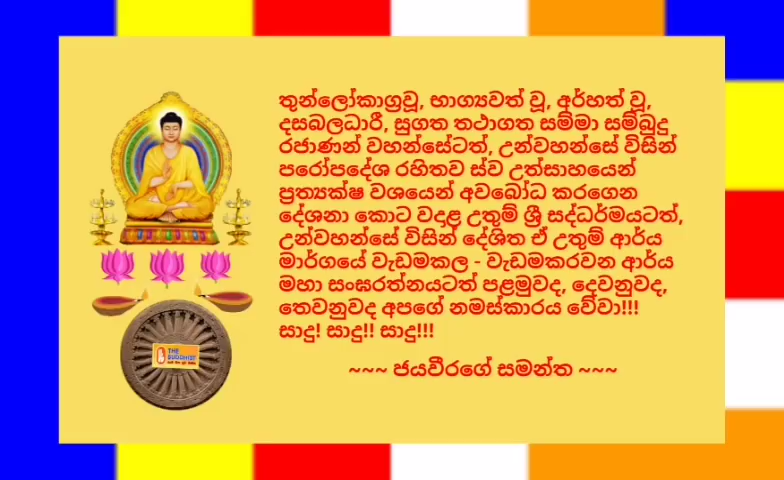 තුන්ලෝකාග්‍රවූ, භාග්‍යවත් වූ, අර්හත් වූ,
දසබලධාරී, සුගත තථාගත සම්මා සම්බුදු
රජාණන් වහන්සේටත්, උන්වහන්සේ විසින්
පරෝපදේශ රහිතව ස්ව උත්සාහයෙන්
ප්‍රත්‍යක්ෂ වශයෙන් අවබෝධ කරගෙන
දේශනා කොට වදාළ උතුම් ශ්‍රී සද්ධර්මයටත්,
උන්වහන්සේ විසින් දේශිත ඒ උතුම් ආර්ය
මාර්ගයේ වැඩමකල - වැඩමකරවන ආර්ය
මහා සංඝරත්නයටත් පළමුවද, දෙවනුවද,
තෙවනුවද අපගේ නමස්කාරය වේවා!!!
සාදු! සාදු!! සාදු!!!
~~~ ජයවීරගේ සමන්ත ~~~
THE
BUDDHIST